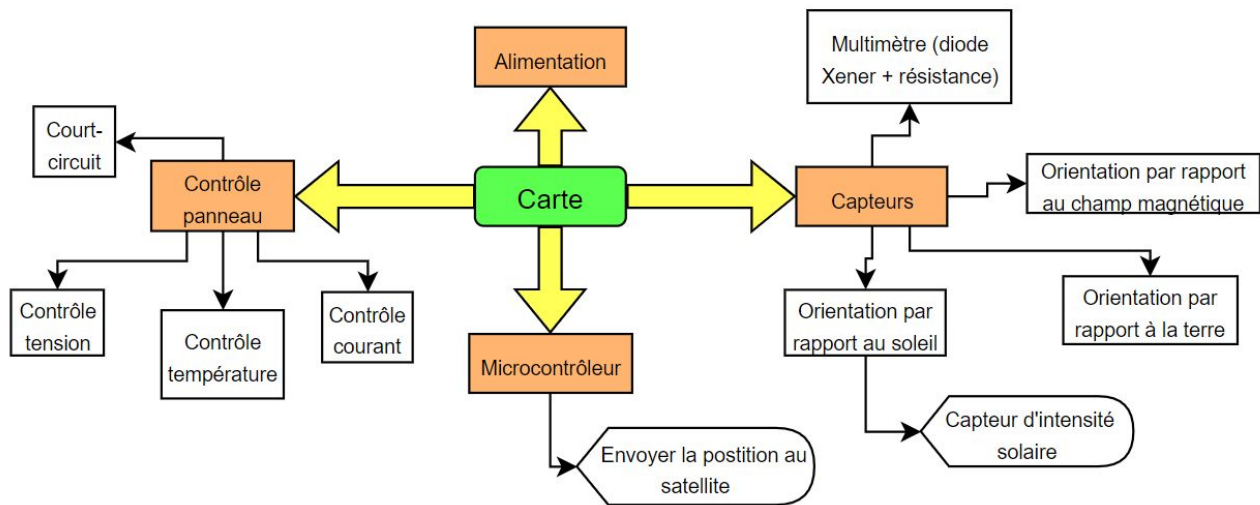 Alimentation
Multimètre (diode
Xener + résistance)
Court-
circuit
Contrôle
panneau
Carte
Capteurs
Orientation par rapport
au champ magnétique
Contrôle
tension
Contrôle
température
Contrôle
courant
Microcontrôleur
Orientation par
rapport au soleil
Orientation par
rapport à la terre
Envoyer la postition au
satellite
Capteur d'intensité
solaire